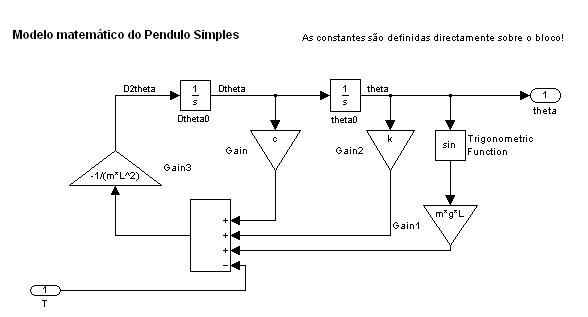 Modelo matemático do Pendulo Simples
As constantes são definidas directamente sobre o bloco!
D2theta
1
s
Dtheta0
Dtheta
1
s
theta0
theta
1
theta
c
Gain
k
Gain2
sin
Trigonometric
Function
-1/(m*L^2)
Gain3
m*g*L
Gain1
+
+
+
–
1
T